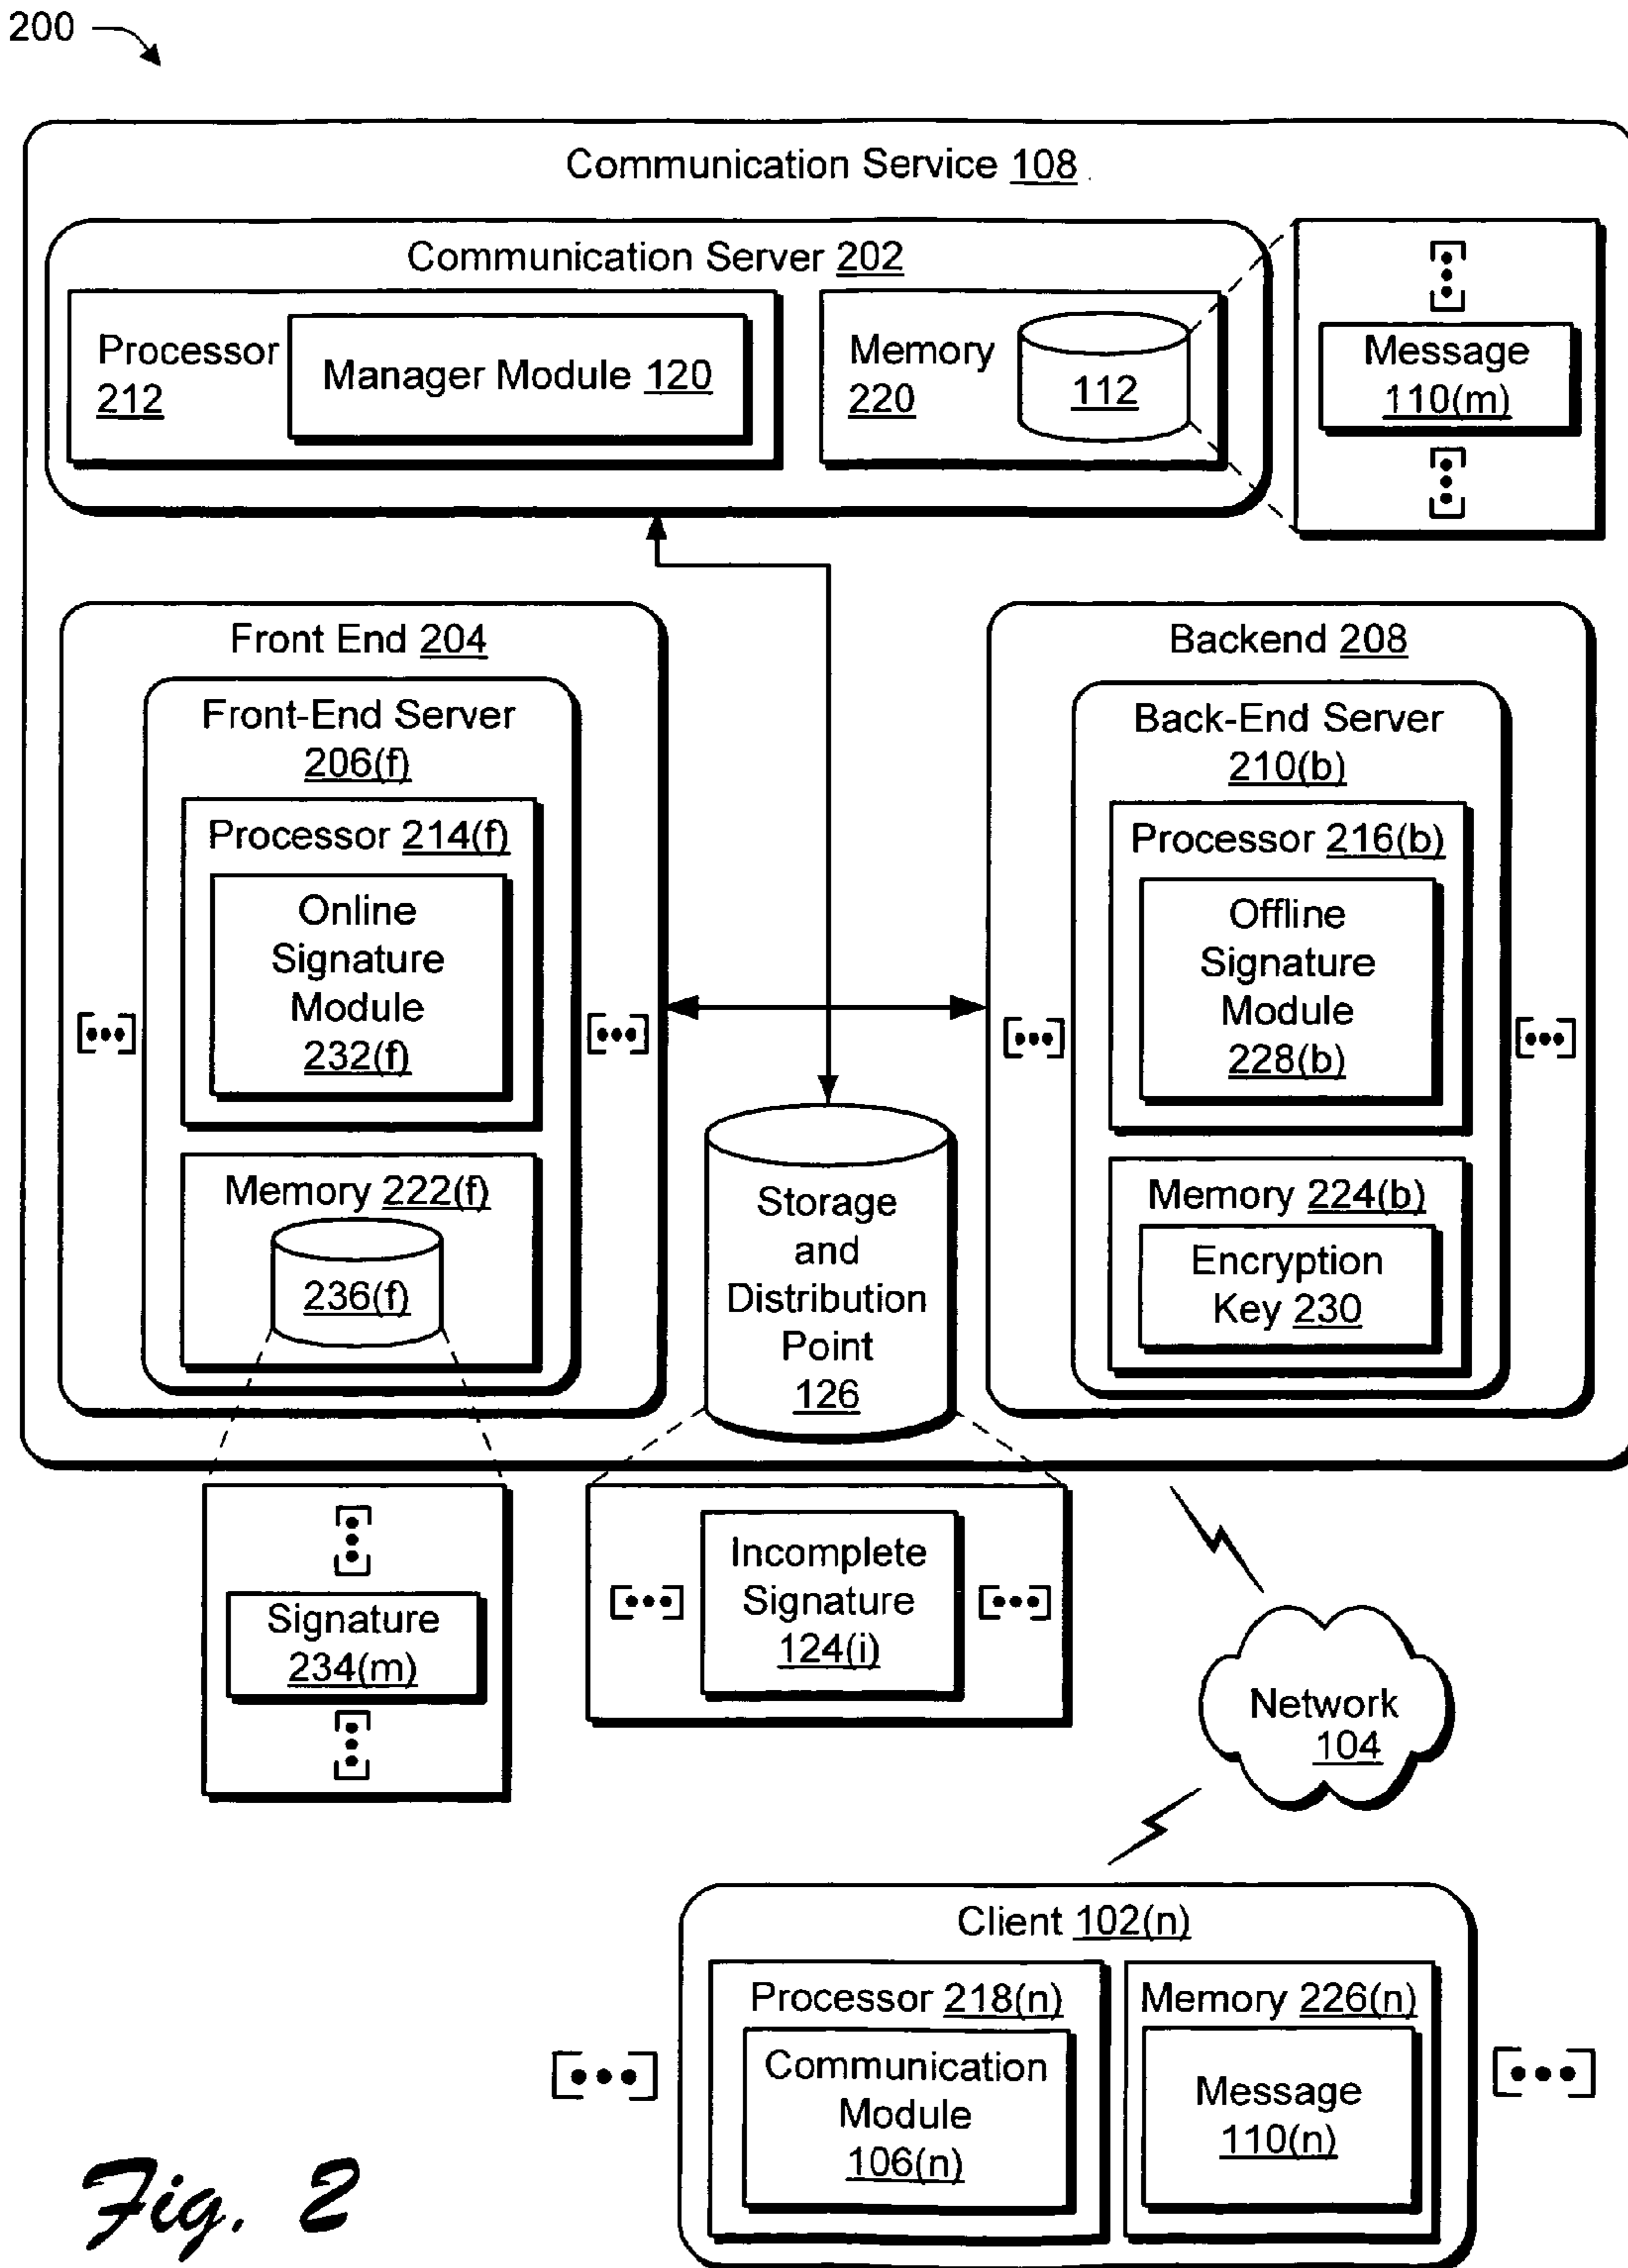 200
Communication Service 108
Communication Server 202
Processor
212
Manager Module 120
Memory
220
112
[•••]
Message
110(m)
[•••]
Front End 204
Front-End Server
206(f)
Processor 214(f)
Online
Signature
Module
232(f)
[•••]
[•••]
Memory 222(f)
236(f)
Storage
and
Distribution
Point
126
Backend 208
Back-End Server
210(b)
Processor 216(b)
Offline
Signature
Module
228(b)
[•••]
[•••]
Memory 224(b)
Encryption
Key 230
[•••]
Signature
234(m)
[•••]
[•••]
Incomplete
Signature
124(i)
[•••]
Network
104
Client 102(n)
Processor 218(n)
Communication
Module
106(n)
Memory 226(n)
Message
110(n)
[•••]
[•••]
Fig. 2